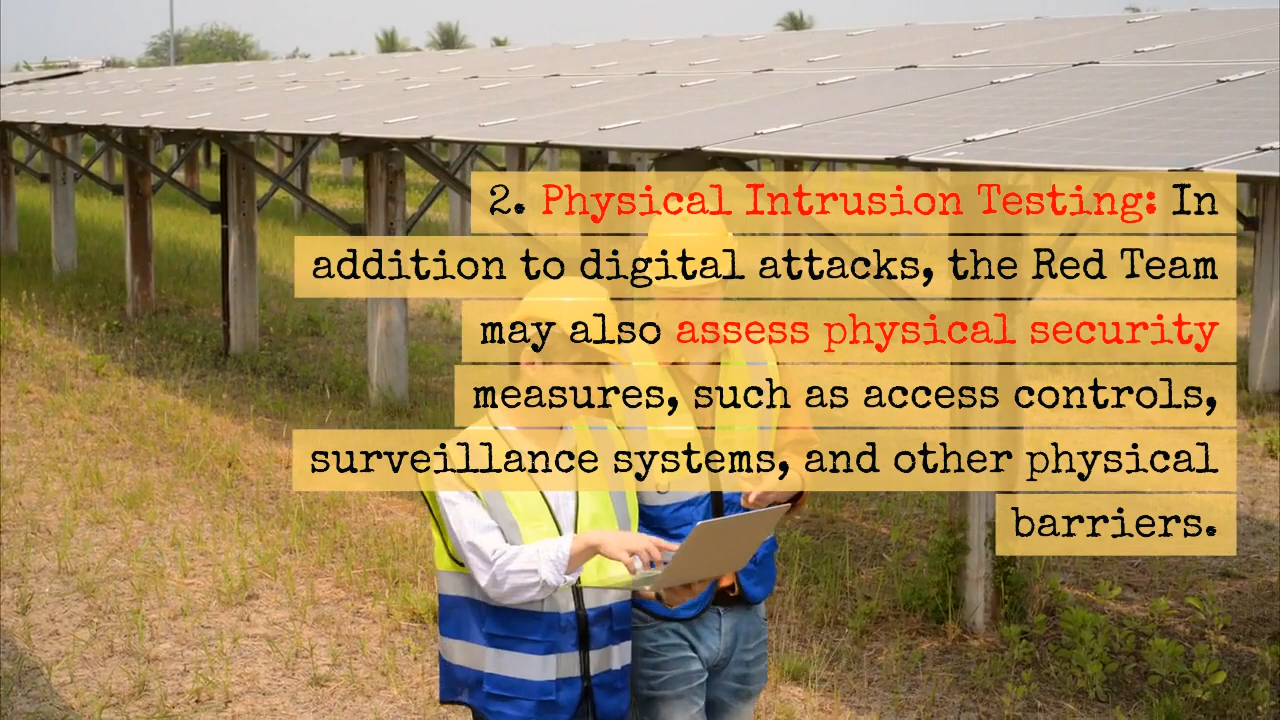 2. Physical Intrusion Testing: In
addition to digital attacks, the Red Team
may also assess physical security
measures, such as access controls,
surveillance systems, and other physical
barriers.